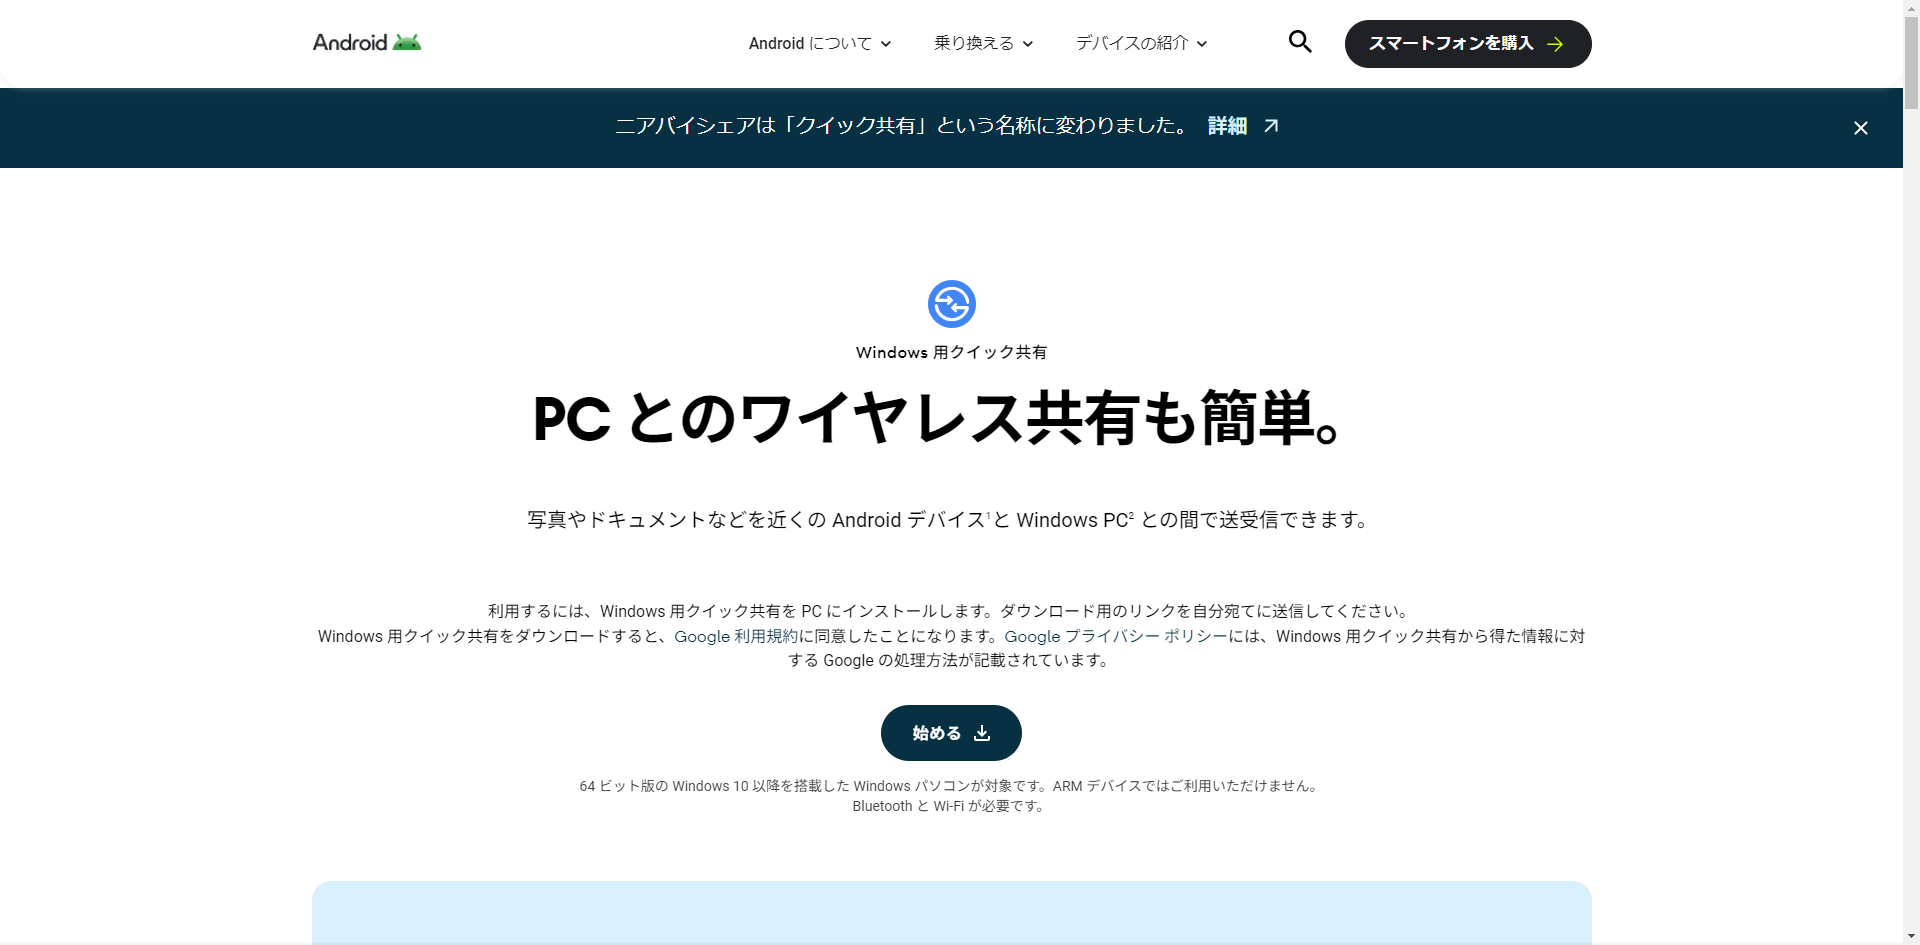 Android
Android について 乗り換える デバイスの紹介 スマートフォンを購入
ニアバイシェアは「クイック共有」という名称に変わりました。 詳細
Windows 用クイック共有
PC とのワイヤレス共有も簡単。
写真やドキュメントなどを近くの Android デバイス¹と Windows PC² との間で送受信できます。
利用するには、Windows 用クイック共有を PC にインストールします。ダウンロード用のリンクを自分宛てに送信してください。
Windows 用クイック共有をダウンロードすると、Google 利用規約に同意したことになります。Google プライバシー ポリシーには、Windows 用クイック共有から得た情報に対
する Google の処理方法が記載されています。
始める
64 ビット版の Windows 10 以降を搭載した Windows パソコンが対象です。ARM デバイスではご利用いただけません。
Bluetooth と Wi-Fi が必要です。